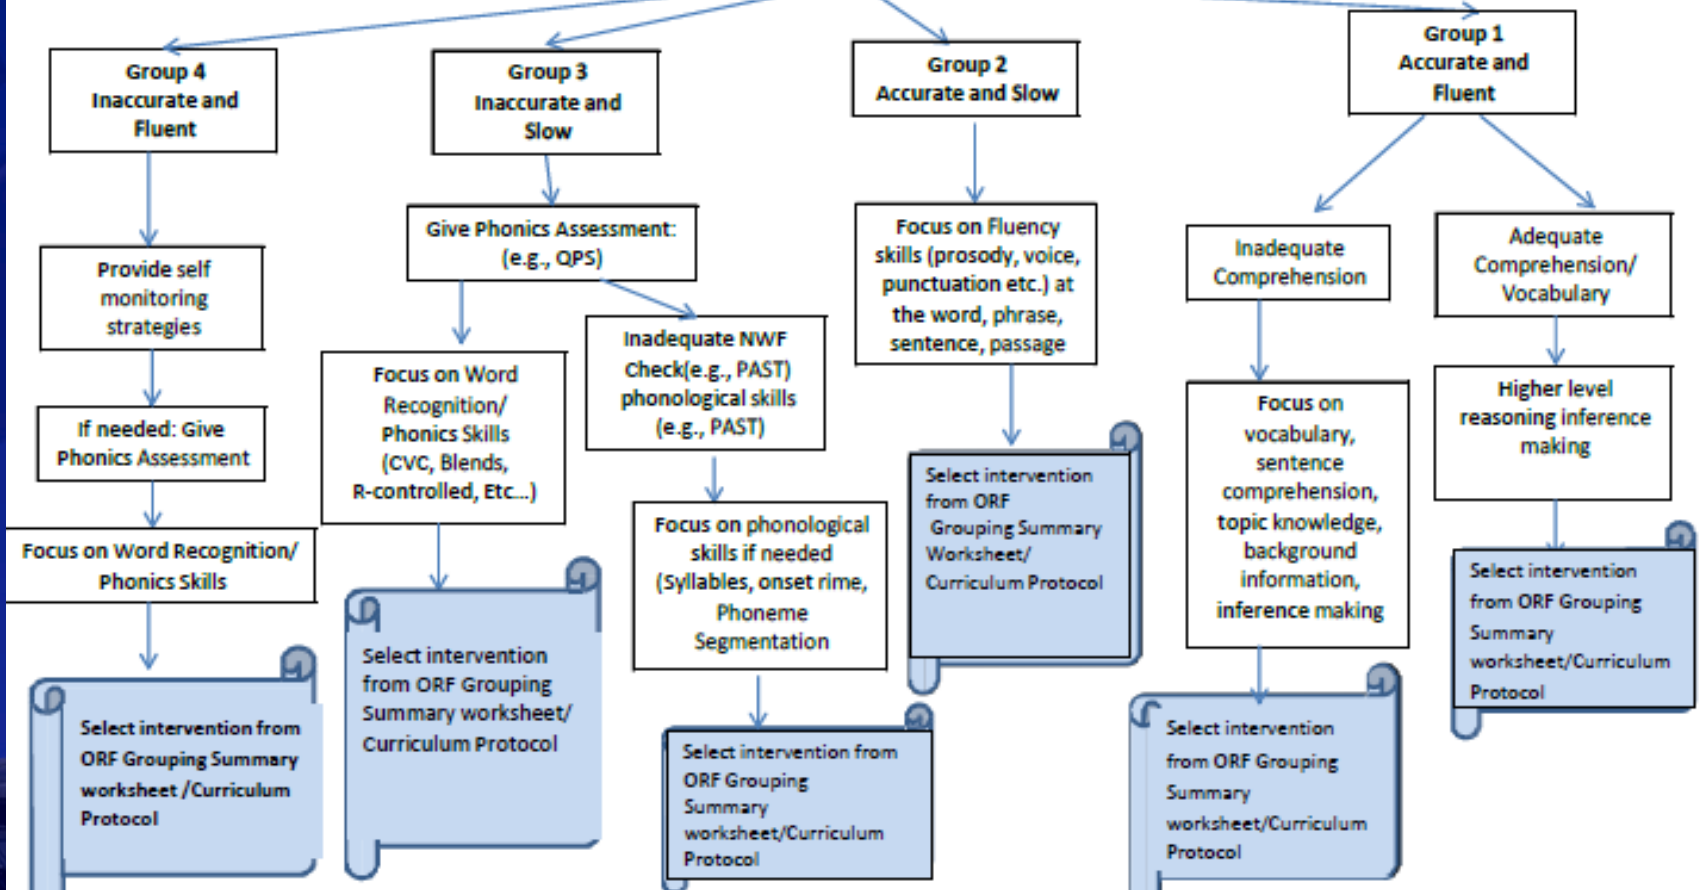 Group 4
Inaccurate and
Fluent
Provide self
monitoring
strategies
If needed: Give
Phonics Assessment
Focus on Word Recognition/
Phonics Skills
Select intervention from
ORF Grouping Summary
worksheet /Curriculum
Protocol
Group 3
Inaccurate and
Slow
Give Phonics Assessment:
(e.g., QPS)
Focus on Word
Recognition/
Phonics Skills
(CVC, Blends,
R-controlled, Etc...)
Select intervention
from ORF Grouping
Summary worksheet/
Curriculum Protocol
Inadequate NWF
Check(e.g., PAST)
phonological skills
(e.g., PAST)
Focus on phonological
skills if needed
(Syllables, onset rime,
Phoneme
Segmentation
Select intervention from
ORF Grouping
Summary
worksheet/Curriculum
Protocol
Group 2
Accurate and Slow
Focus on Fluency
skills (prosody, voice,
punctuation etc.) at
the word, phrase,
sentence, passage
Select intervention
from ORF
Grouping Summary
Worksheet/
Curriculum Protocol
Group 1
Accurate and
Fluent
Inadequate
Comprehension
Focus on
vocabulary,
sentence
comprehension,
topic knowledge,
background
information,
inference making
Select intervention
from ORF Grouping
Summary
worksheet/Curriculum
Protocol
Adequate
Comprehension/
Vocabulary
Higher level
reasoning inference
making
Select intervention
from ORF Grouping
Summary
worksheet/Curriculum
Protocol